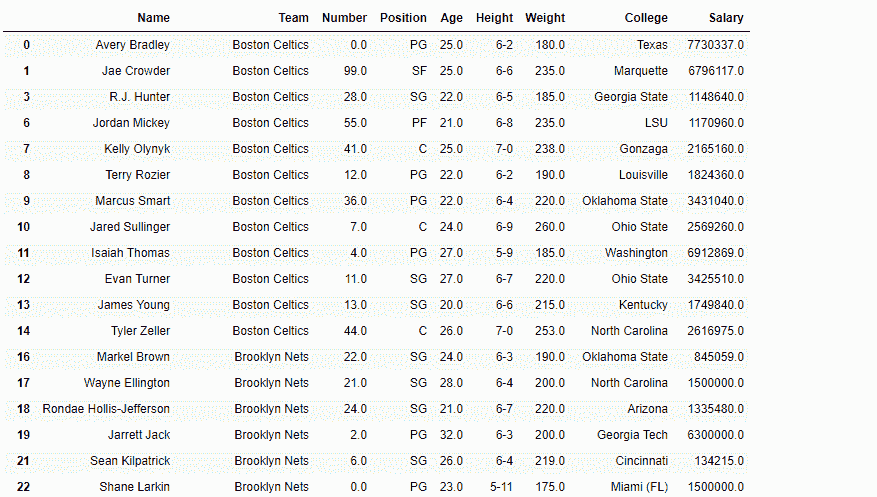 Name Team Number Position Age Height Weight College Salary
0 Avery Bradley Boston Celtics 0.0 PG 25.0 6-2 180.0 Texas 7730337.0
1 Jae Crowder Boston Celtics 99.0 SF 25.0 6-6 235.0 Marquette 6796117.0
3 R.J. Hunter Boston Celtics 28.0 SG 22.0 6-5 185.0 Georgia State 1148640.0
6 Jordan Mickey Boston Celtics 55.0 PF 21.0 6-8 235.0 LSU 1170960.0
7 Kelly Olynyk Boston Celtics 41.0 C 25.0 7-0 238.0 Gonzaga 2165160.0
8 Terry Rozier Boston Celtics 12.0 PG 22.0 6-2 190.0 Louisville 1824360.0
9 Marcus Smart Boston Celtics 36.0 PG 22.0 6-4 220.0 Oklahoma State 3431040.0
10 Jared Sullinger Boston Celtics 7.0 C 24.0 6-9 260.0 Ohio State 2569260.0
11 Isaiah Thomas Boston Celtics 4.0 PG 27.0 5-9 185.0 Washington 6912869.0
12 Evan Turner Boston Celtics 11.0 SG 27.0 6-7 220.0 Ohio State 3425510.0
13 James Young Boston Celtics 13.0 SG 20.0 6-6 215.0 Kentucky 1749840.0
14 Tyler Zeller Boston Celtics 44.0 C 26.0 7-0 253.0 North Carolina 2616975.0
16 Markel Brown Brooklyn Nets 22.0 SG 24.0 6-3 190.0 Oklahoma State 845059.0
17 Wayne Ellington Brooklyn Nets 21.0 SG 28.0 6-4 200.0 North Carolina 1500000.0
18 Rondae Hollis-Jefferson Brooklyn Nets 24.0 SG 21.0 6-7 220.0 Arizona 1335480.0
19 Jarrett Jack Brooklyn Nets 2.0 PG 32.0 6-3 200.0 Georgia Tech 6300000.0
21 Sean Kilpatrick Brooklyn Nets 6.0 SG 26.0 6-4 219.0 Cincinnati 134215.0
22 Shane Larkin Brooklyn Nets 0.0 PG 23.0 5-11 175.0 Miami (FL) 1500000.0